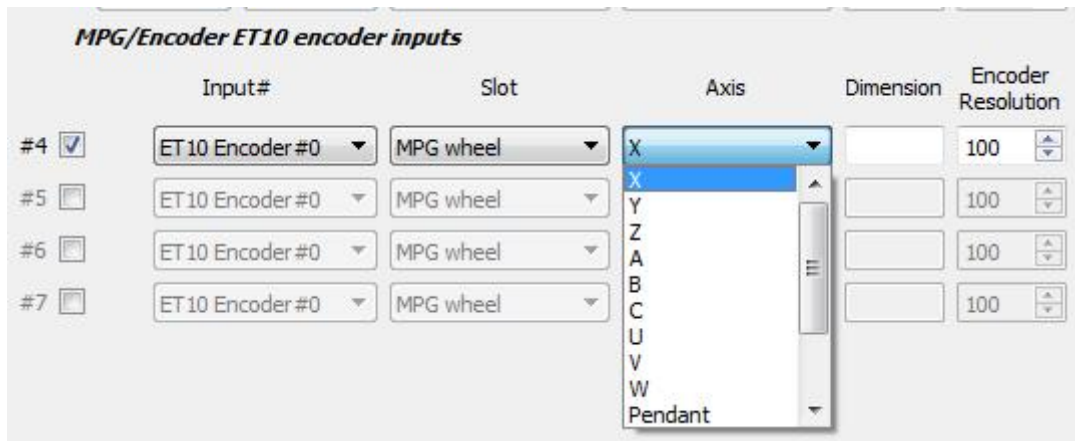 MPG/Encoder ET10 encoder inputs
Input# Slot Axis Dimension Encoder Resolution
#4 ET10 Encoder #0 MPG wheel X 100
X
#5 ET10 Encoder #0 MPG wheel 100
Y
Z
#6 ET10 Encoder #0 MPG wheel 100
A
B
#7 ET10 Encoder #0 MPG wheel 100
C
U
V
W
Pendant